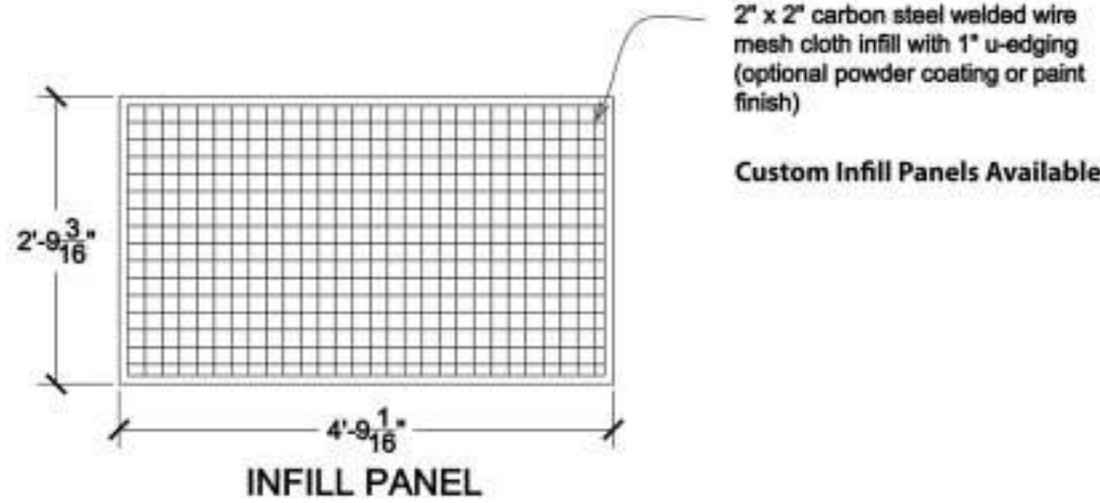 2" x 2" carbon steel welded wire
mesh cloth infill with 1" u-edging
(optional powder coating or paint
finish)
Custom Infill Panels Available
2'-9 3/16"
4'-9 1/16"
INFILL PANEL